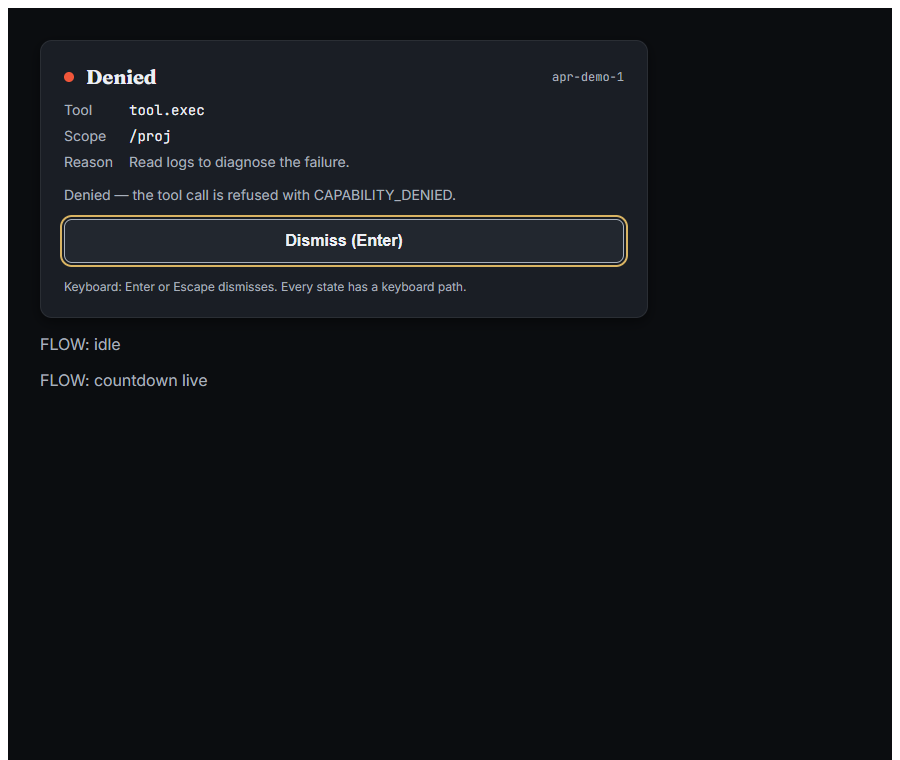 Denied apr-demo-1
Tool tool.exec
Scope /proj
Reason Read logs to diagnose the failure.
Denied — the tool call is refused with CAPABILITY_DENIED.
Dismiss (Enter)
Keyboard: Enter or Escape dismisses. Every state has a keyboard path.
FLOW: idle
FLOW: countdown live